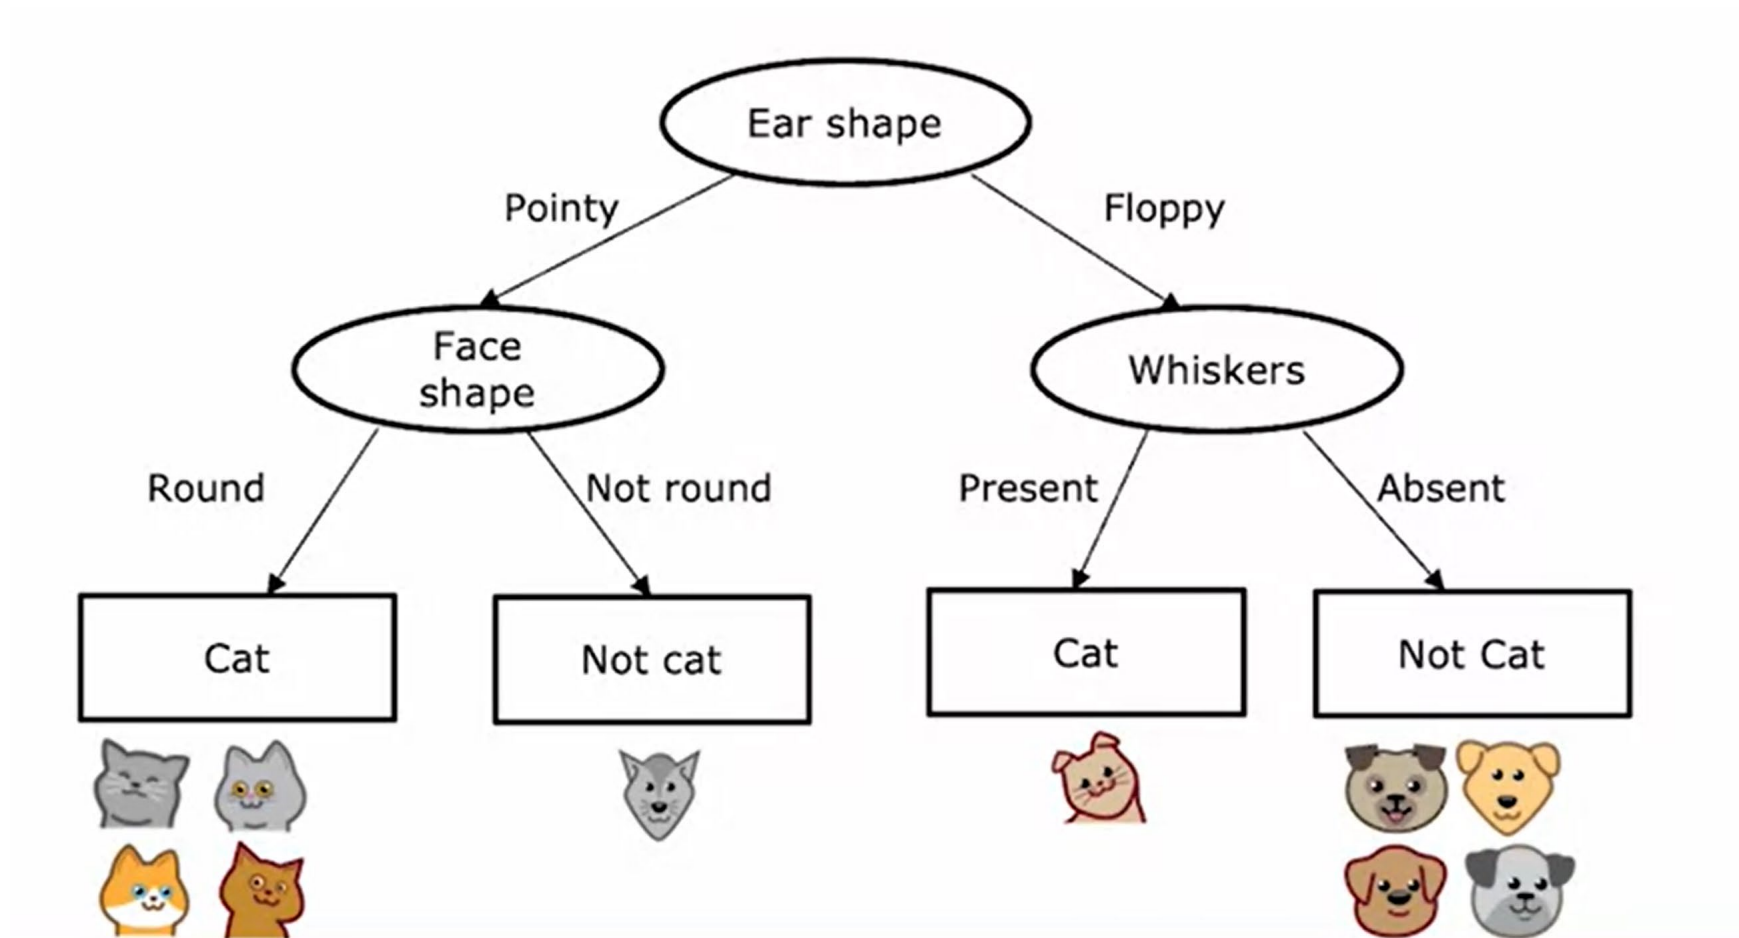 Ear shape
Pointy
Floppy
Face
shape
Whiskers
Round
Not round
Present
Absent
Cat
Not cat
Cat
Not Cat